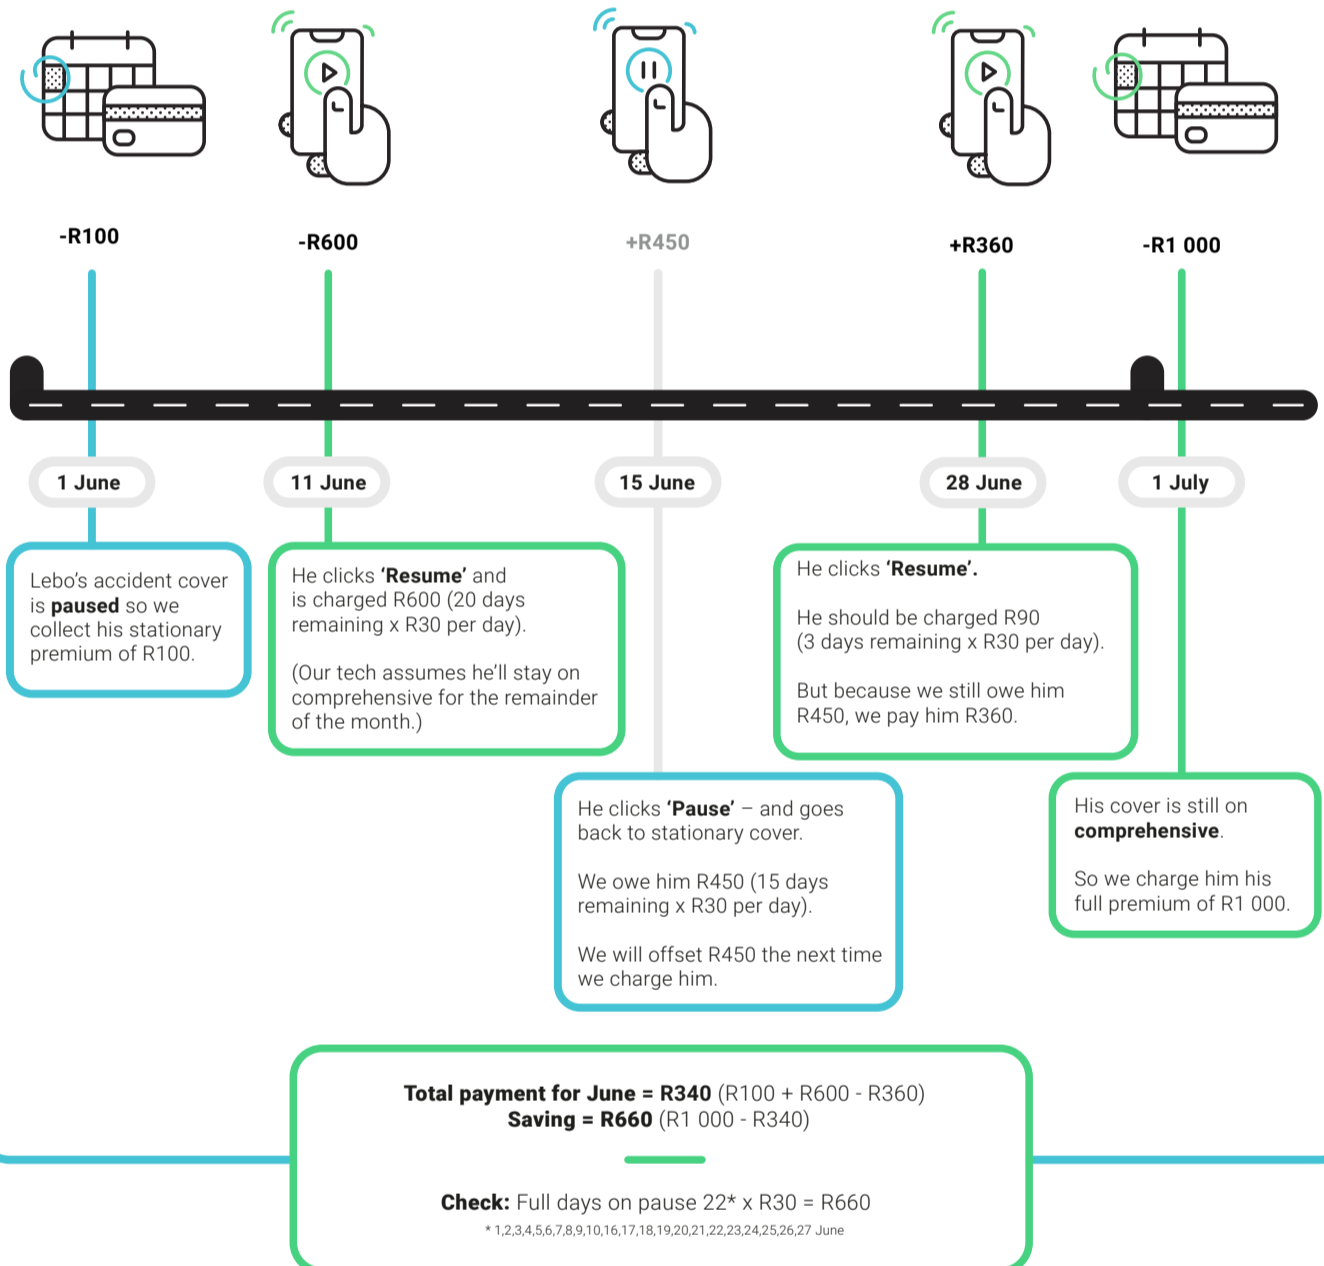 -R100
-R600
+R450
+R360
-R1 000
1 June
11 June
15 June
28 June
1 July
Lebo's accident cover
is paused so we
collect his stationary
premium of R100.
He clicks 'Resume' and
is charged R600 (20 days
remaining x R30 per day).
(Our tech assumes he'll stay on
comprehensive for the remainder
of the month.)
He clicks 'Pause' – and goes
back to stationary cover.
We owe him R450 (15 days
remaining x R30 per day).
We will offset R450 the next time
we charge him.
He clicks 'Resume'.
He should be charged R90
(3 days remaining x R30 per day).
But because we still owe him
R450, we pay him R360.
His cover is still on
comprehensive.
So we charge him his
full premium of R1 000.
Total payment for June = R340 (R100 + R600 - R360)
Saving = R660 (R1 000 - R340)
Check: Full days on pause 22* x R30 = R660
* 1,2,3,4,5,6,7,8,9,10,16,17,18,19,20,21,22,23,24,25,26,27 June